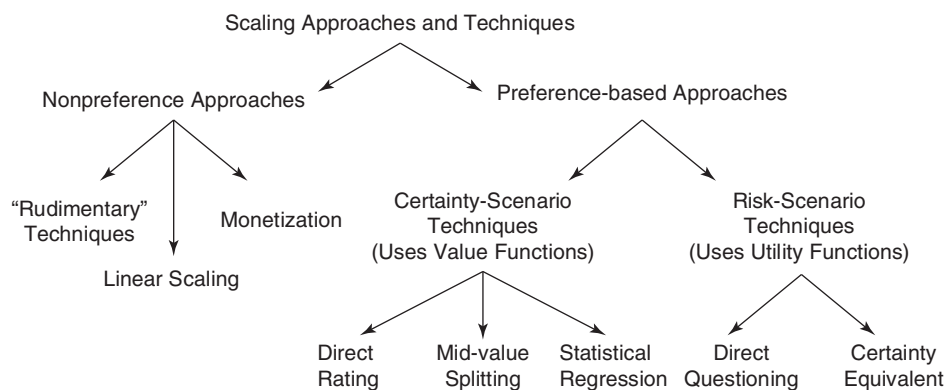 Scaling Approaches and Techniques
Nonpreference Approaches
Preference-based Approaches
“Rudimentary”
Techniques
Linear Scaling
Monetization
Certainty-Scenario
Techniques
(Uses Value Functions)
Risk-Scenario
Techniques
(Uses Utility Functions)
Direct
Rating
Mid-value
Splitting
Statistical
Regression
Direct
Questioning
Certainty
Equivalent